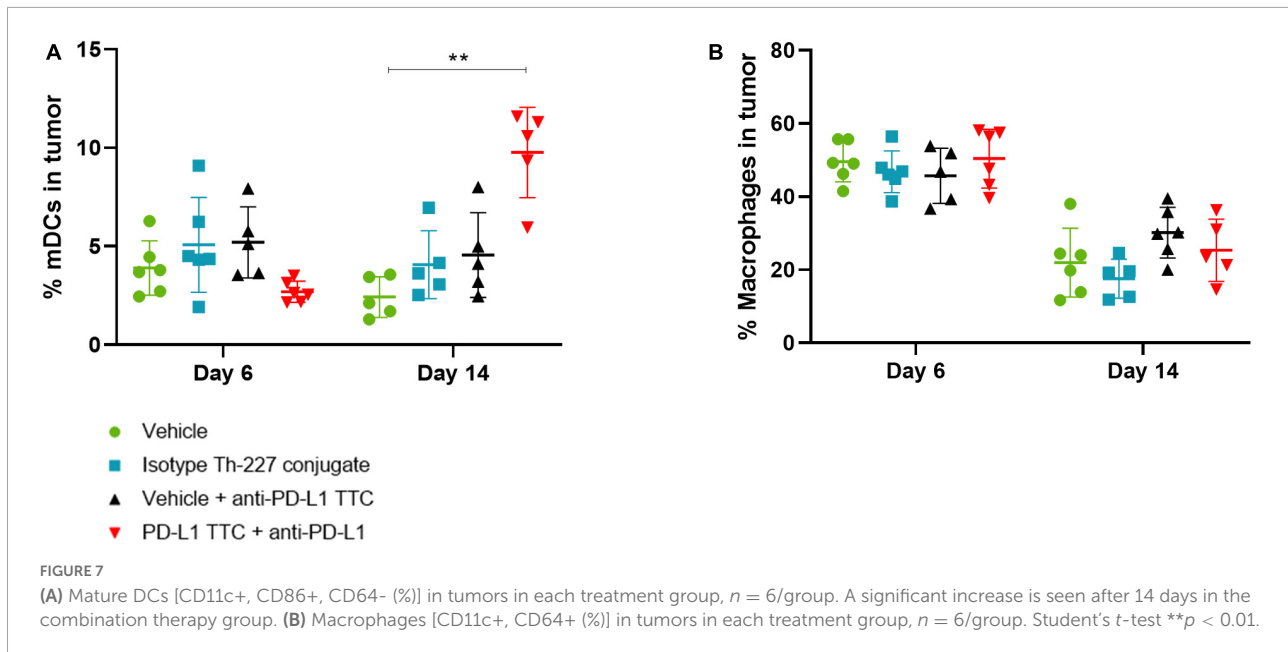 A
15
10
5
0
% mDCs in tumor
**
Day 6
Day 14
B
80
60
40
20
0
% Macrophages in tumor
Day 6
Day 14
Vehicle
Isotype Th-227 conjugate
Vehicle + anti-PD-L1 TTC
PD-L1 TTC + anti-PD-L1
FIGURE 7
(A) Mature DCs [CD11c+, CD86+, CD64- (%)] in tumors in each treatment group, n = 6/group. A significant increase is seen after 14 days in the
combination therapy group. (B) Macrophages [CD11c+, CD64+ (%)] in tumors in each treatment group, n = 6/group. Student's t-test **p < 0.01.